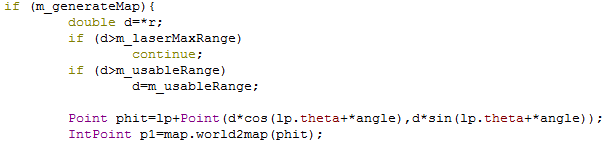 if (m_generateMap){
double d=*r;
if (d>m_laserMaxRange)
continue;
if (d>m_usableRange)
d=m_usableRange;
Point phit=lp+Point(d*cos(lp.theta+*angle),d*sin(lp.theta+*angle));
IntPoint p1=map.world2map(phit);